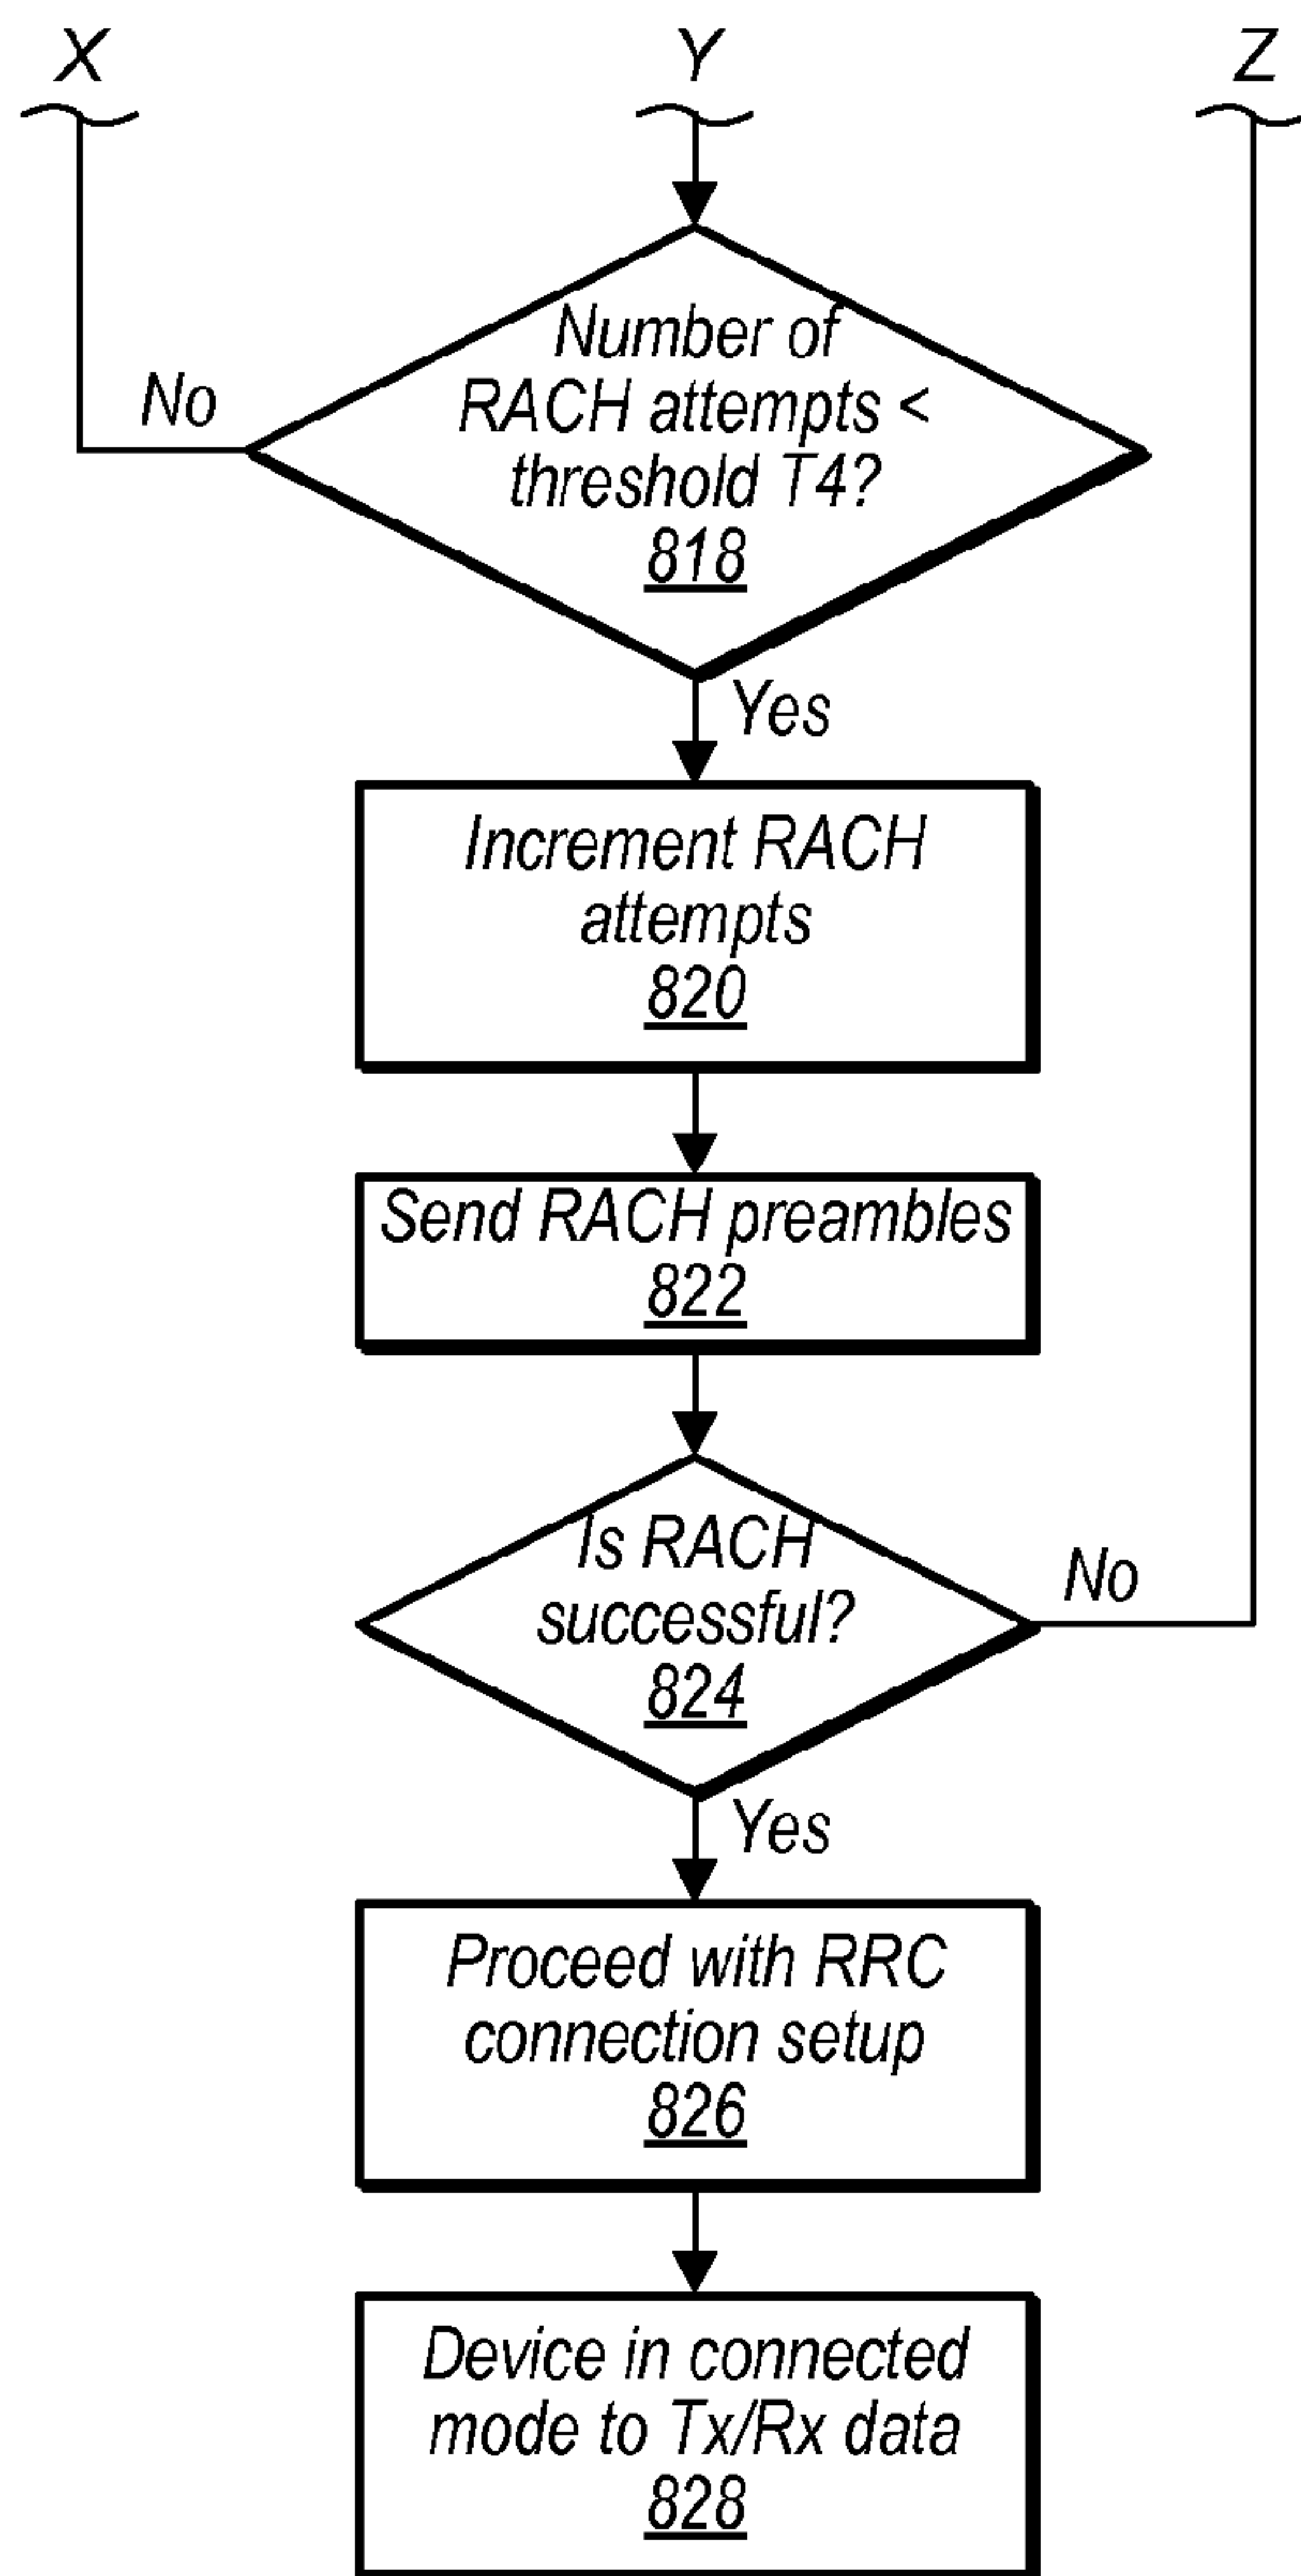 X
Y
Z
Number of
RACH attempts <
threshold T4?
818
No
Yes
Increment RACH
attempts
820
Send RACH preambles
822
Is RACH
successful?
824
No
Yes
Proceed with RRC
connection setup
826
Device in connected
mode to Tx/Rx data
828